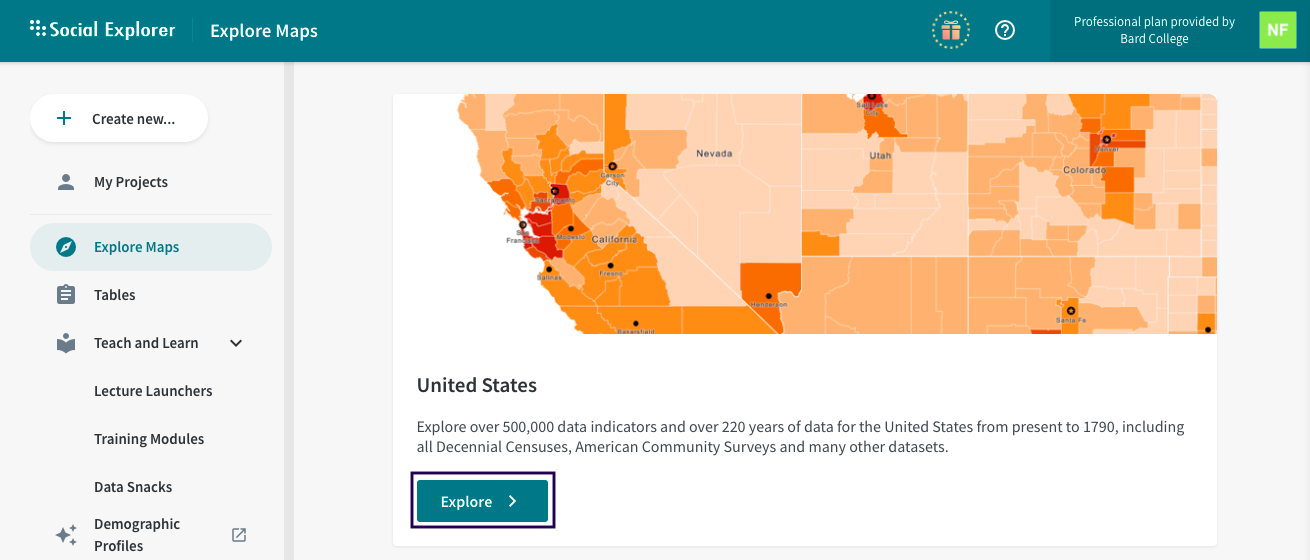 Social Explorer
Explore Maps
Professional plan provided by
Bard College
NF
Create new...
My Projects
Explore Maps
Tables
Teach and Learn
Lecture Launchers
Training Modules
Data Snacks
Demographic
Profiles
Nevada
Utah
Denver
Colorado
Carson
City
Sacramento
San
Francisco
Modesto
California
Salinas
Fresno
Henderson
Santa Fe
Bakersfield
United States
Explore over 500,000 data indicators and over 220 years of data for the United States from present to 1790, including
all Decennial Censuses, American Community Surveys and many other datasets.
Explore